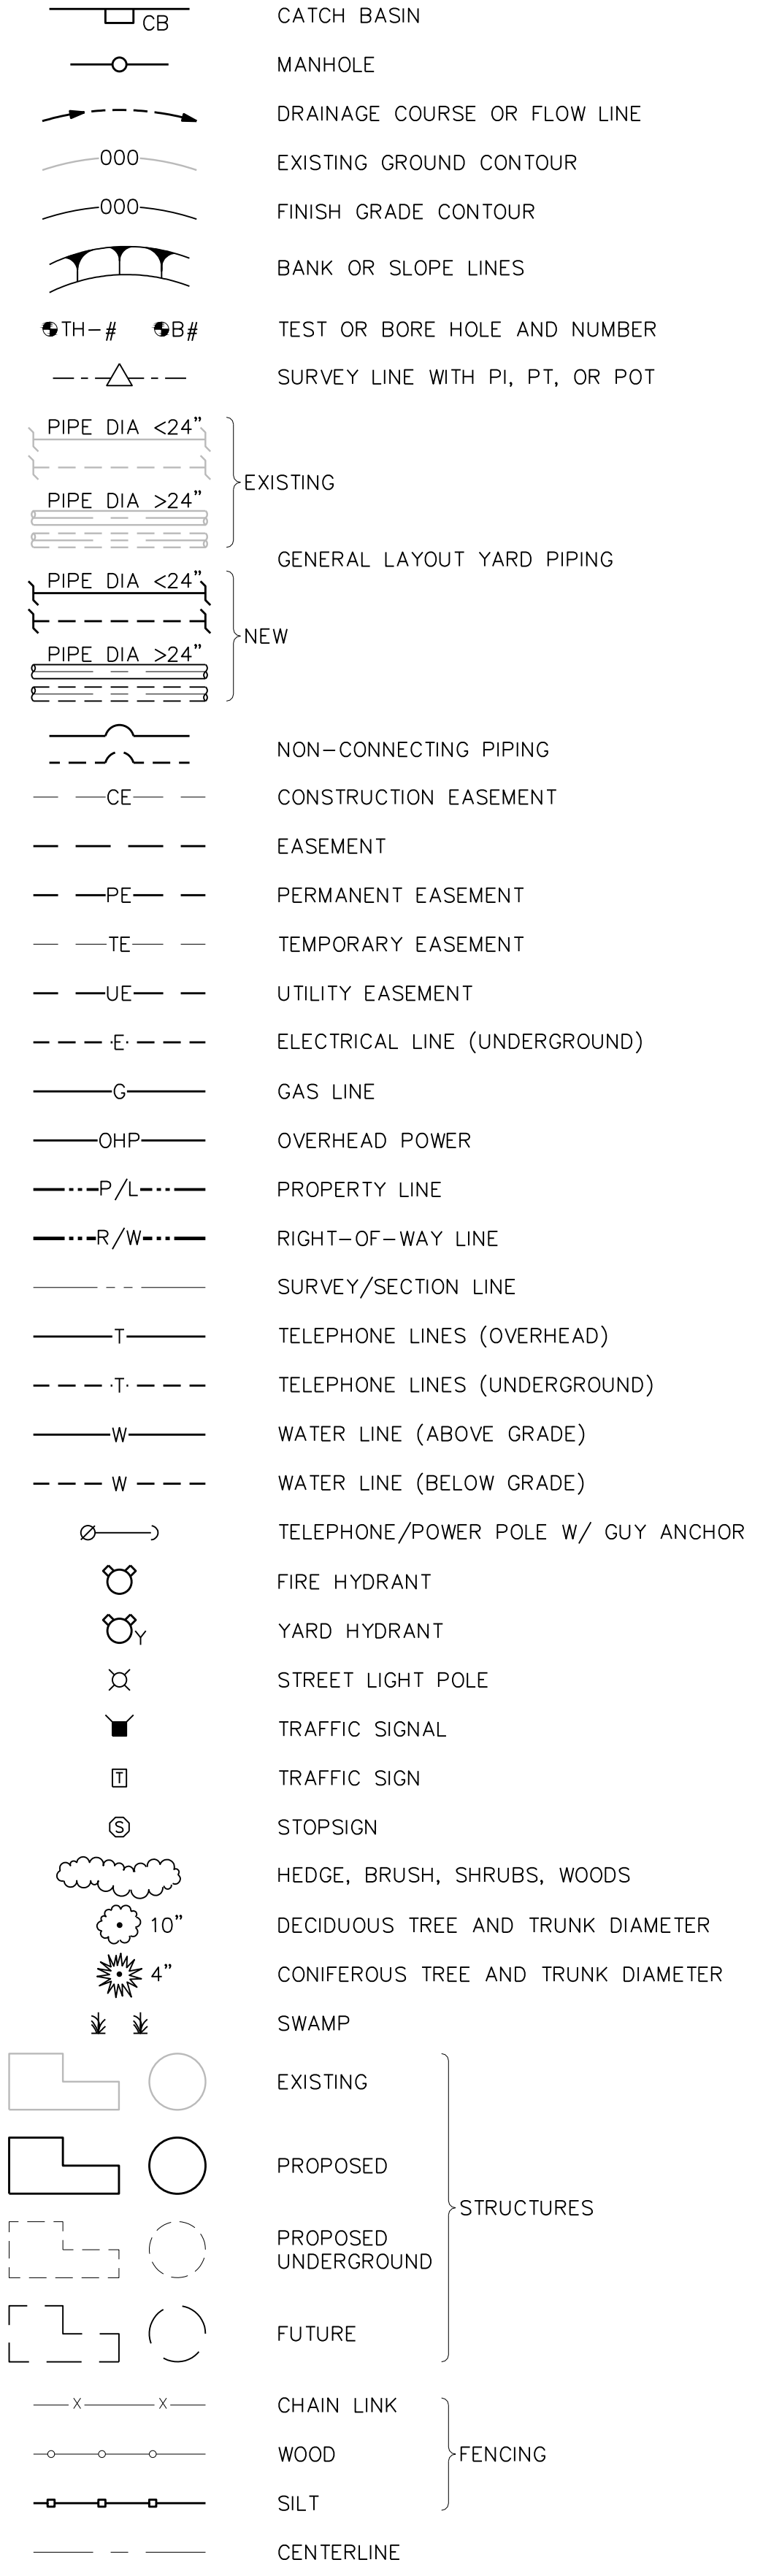 CB CATCH BASIN
MANHOLE
DRAINAGE COURSE OR FLOW LINE
000 EXISTING GROUND CONTOUR
000 FINISH GRADE CONTOUR
BANK OR SLOPE LINES
TH-# B# TEST OR BORE HOLE AND NUMBER
SURVEY LINE WITH PI, PT, OR POT
PIPE DIA <24"
EXISTING
PIPE DIA >24"
GENERAL LAYOUT YARD PIPING
PIPE DIA <24"
NEW
PIPE DIA >24"
NON-CONNECTING PIPING
CE CONSTRUCTION EASEMENT
EASEMENT
PE PERMANENT EASEMENT
TE TEMPORARY EASEMENT
UE UTILITY EASEMENT
E ELECTRICAL LINE (UNDERGROUND)
G GAS LINE
OHP OVERHEAD POWER
P/L PROPERTY LINE
R/W RIGHT-OF-WAY LINE
SURVEY/SECTION LINE
T TELEPHONE LINES (OVERHEAD)
T TELEPHONE LINES (UNDERGROUND)
W WATER LINE (ABOVE GRADE)
W WATER LINE (BELOW GRADE)
TELEPHONE/POWER POLE W/ GUY ANCHOR
FIRE HYDRANT
Y YARD HYDRANT
STREET LIGHT POLE
TRAFFIC SIGNAL
T TRAFFIC SIGN
S STOPSIGN
HEDGE, BRUSH, SHRUBS, WOODS
10" DECIDUOUS TREE AND TRUNK DIAMETER
4" CONIFEROUS TREE AND TRUNK DIAMETER
SWAMP
EXISTING
PROPOSED
STRUCTURES
PROPOSED
UNDERGROUND
FUTURE
X X CHAIN LINK
WOOD FENCING
SILT
CENTERLINE